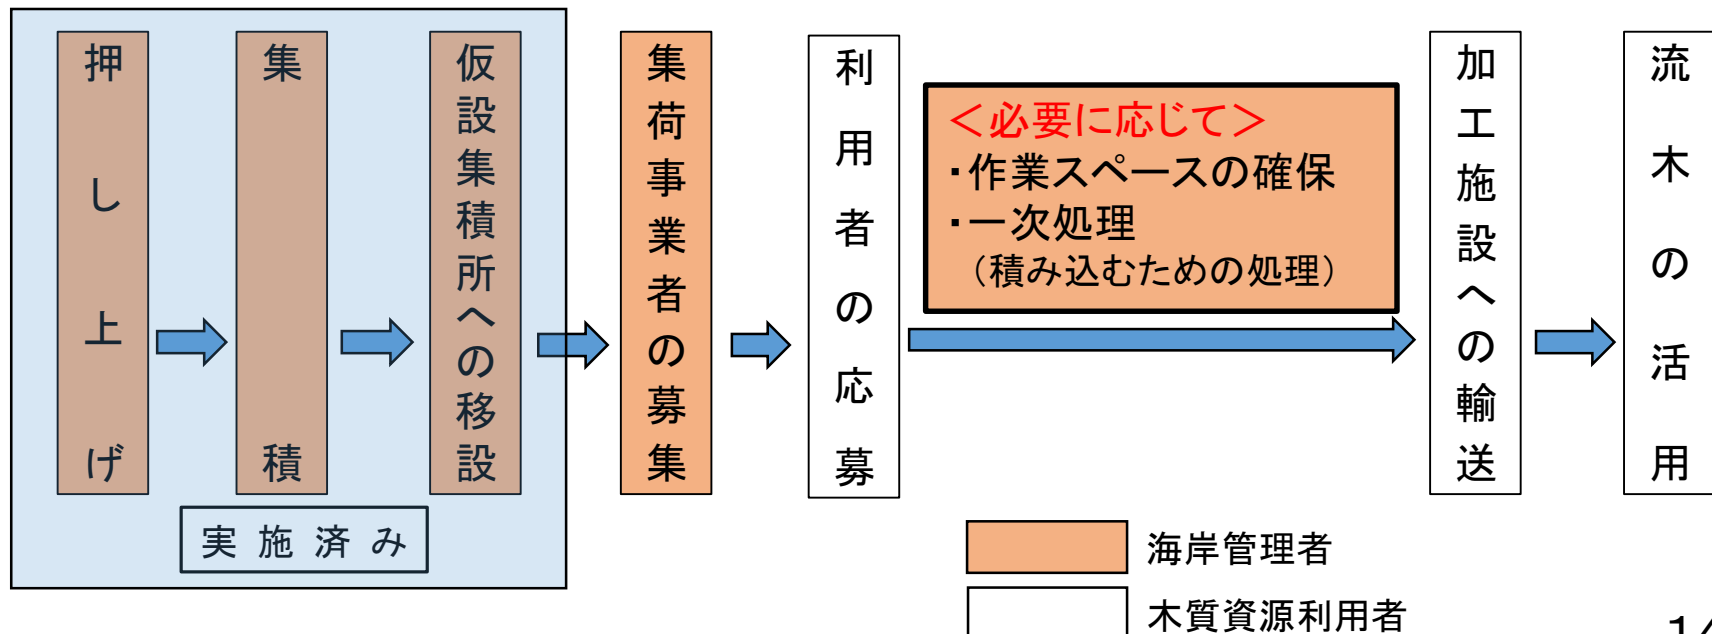 押し上げ
集積
仮設集積所への移設
実施済み
集荷事業者の募集
利用者の応募
＜必要に応じて＞
・作業スペースの確保
・一次処理
（積み込むための処理）
加工施設への輸送
流木の活用
海岸管理者
木質資源利用者